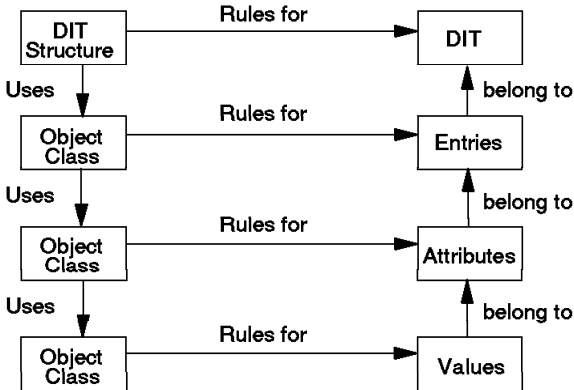 DIT
Structure
Rules for
DIT
Uses
belong to
Object
Class
Rules for
Entries
Uses
belong to
Object
Class
Rules for
Attributes
Uses
belong to
Object
Class
Rules for
Values